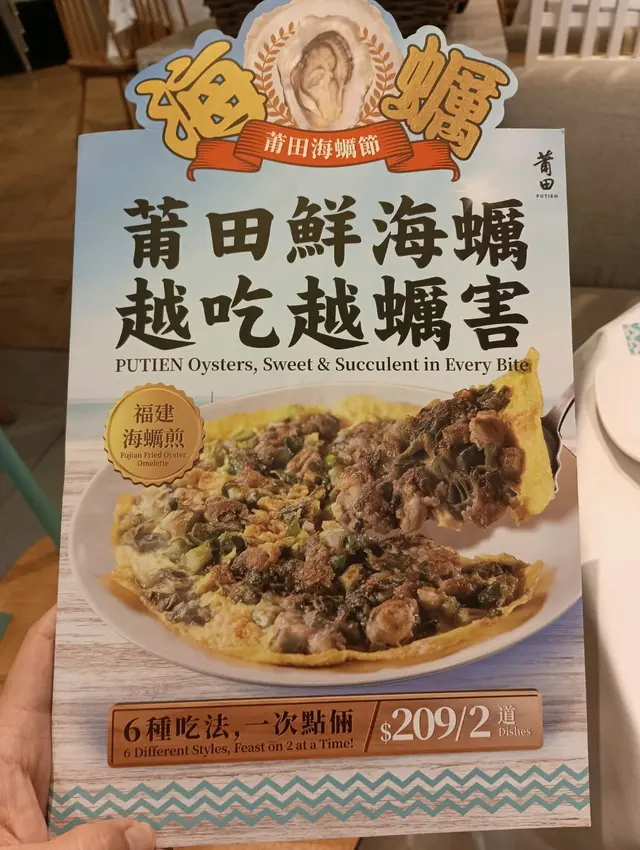 海蠣
莆田海蠣節
莆田
PUTIEN
莆田鮮海蠣
越吃越蠣害
PUTIEN Oysters, Sweet & Succulent in Every Bite
福建
海蠣煎
Fujian Fried Oyster
Omelette
6種吃法,一次點倆
6 Different Styles, Feast on 2 at a Time!
$209/2 道
Dishes